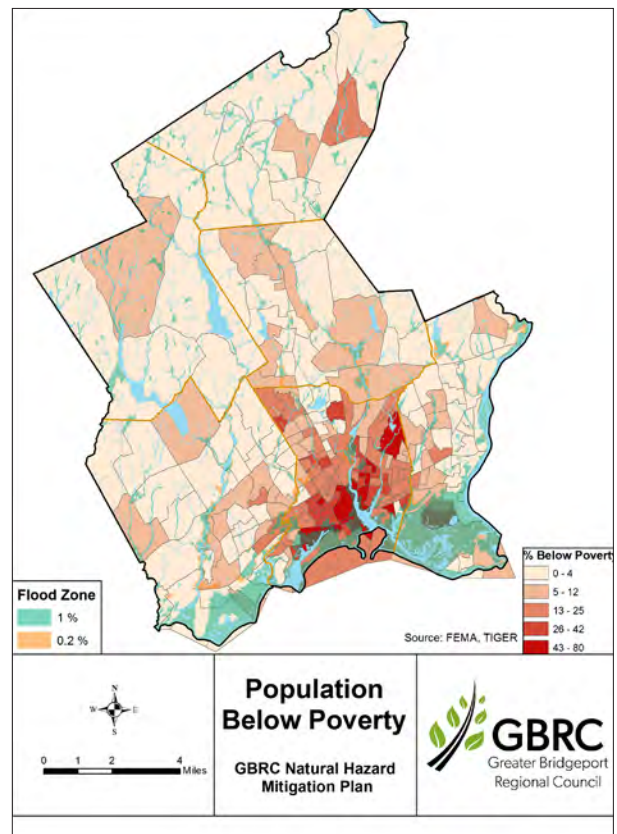 Flood Zone
1 %
0.2 %
Source: FEMA, TIGER
% Below Poverty
0 - 4
5 - 12
13 - 25
26 - 42
43 - 80
N
W E
S
0 2 4
Miles
Population
Below Poverty
GBRC Natural Hazard
Mitigation Plan
GBRC
Greater Bridgeport
Regional Council